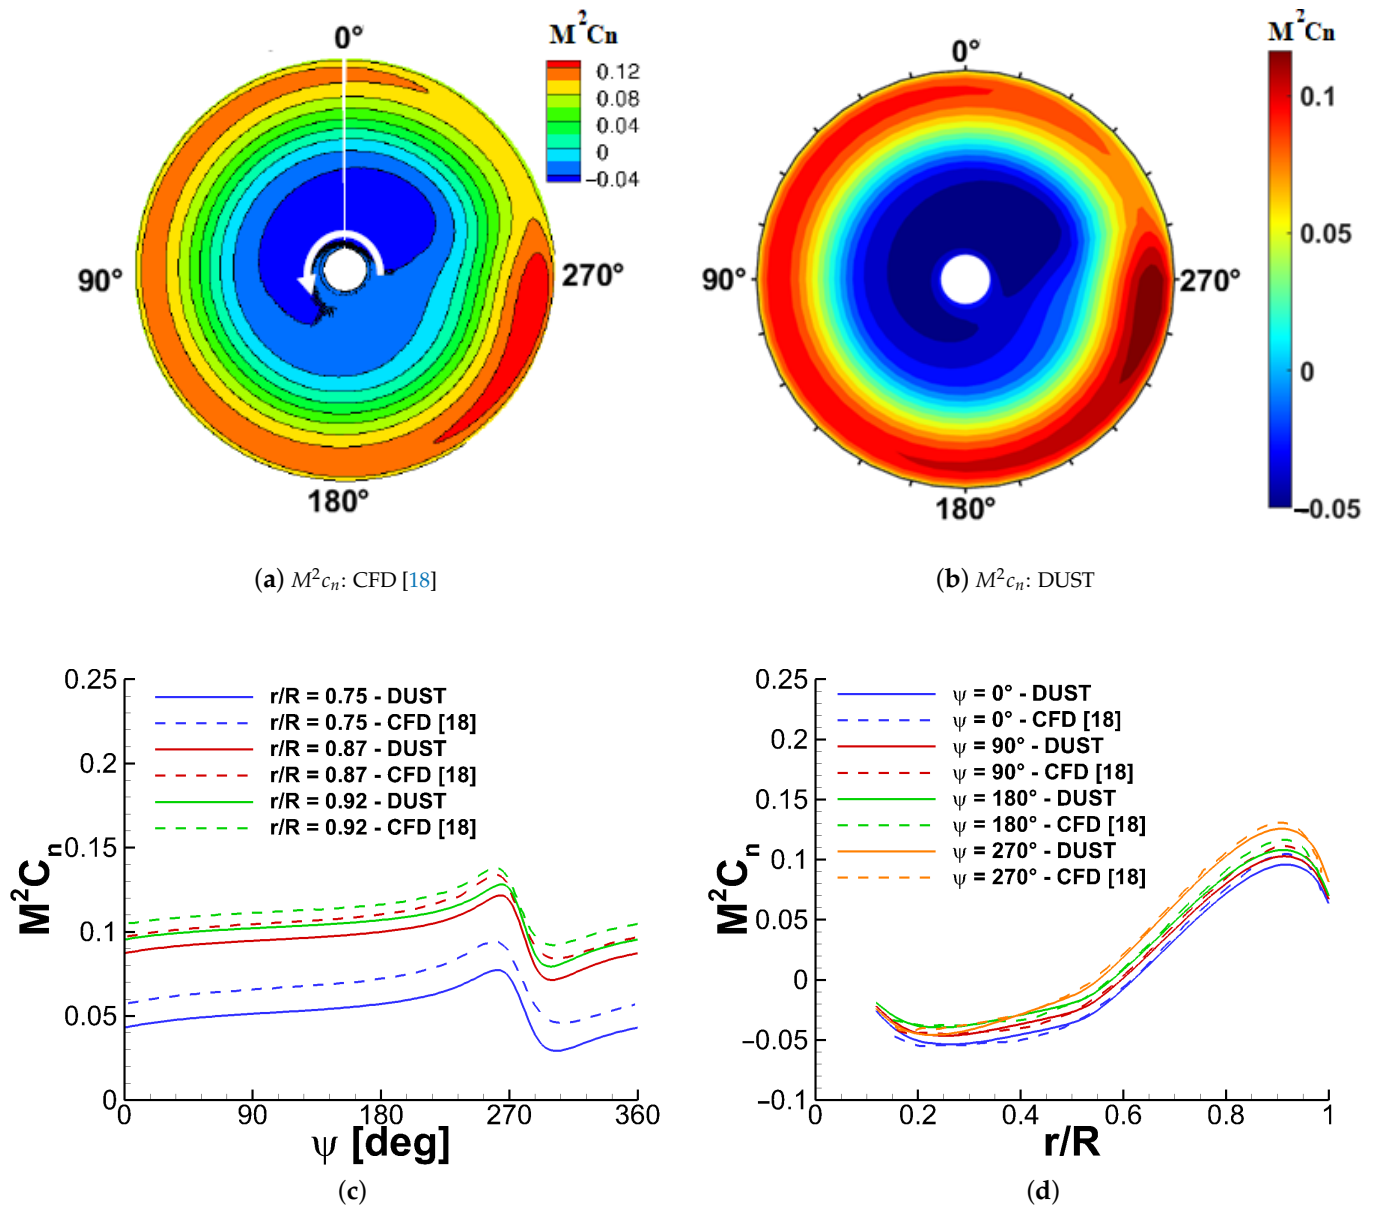 M²Cn
0°
0.12
0.08
0.04
0
−0.04
90°
270°
180°
M²Cn
0°
0.1
0.05
0
−0.05
90°
270°
180°
(a) M²cₙ: CFD [18]
(b) M²cₙ: DUST
0.25
0.2
0.15
0.1
0.05
0
M²Cₙ
r/R = 0.75 - DUST
r/R = 0.75 - CFD [18]
r/R = 0.87 - DUST
r/R = 0.87 - CFD [18]
r/R = 0.92 - DUST
r/R = 0.92 - CFD [18]
0 90 180 270 360
ψ [deg]
(c)
0.25
0.2
0.15
0.1
0.05
0
−0.05
−0.1
M²Cₙ
ψ = 0° - DUST
ψ = 0° - CFD [18]
ψ = 90° - DUST
ψ = 90° - CFD [18]
ψ = 180° - DUST
ψ = 180° - CFD [18]
ψ = 270° - DUST
ψ = 270° - CFD [18]
0 0.2 0.4 0.6 0.8 1
r/R
(d)